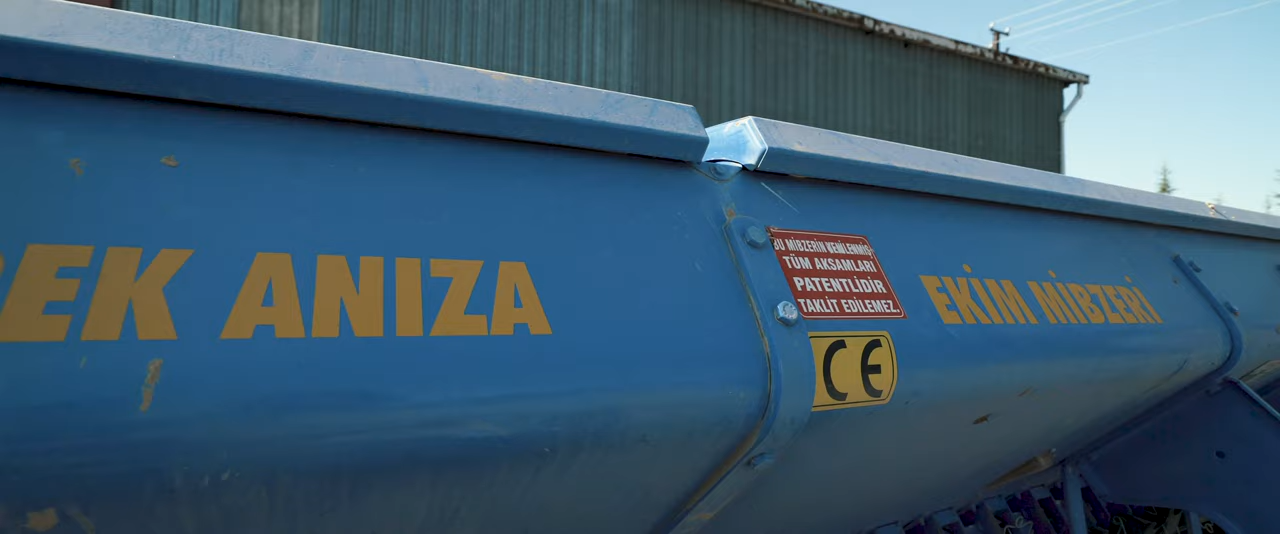 EK ANIZA
BU MİBZERİN YENİLENMİŞ
TÜM AKSAMLARI
PATENTLİDİR
TAKLİT EDİLEMEZ.
CE
EKİM MİBZERİ